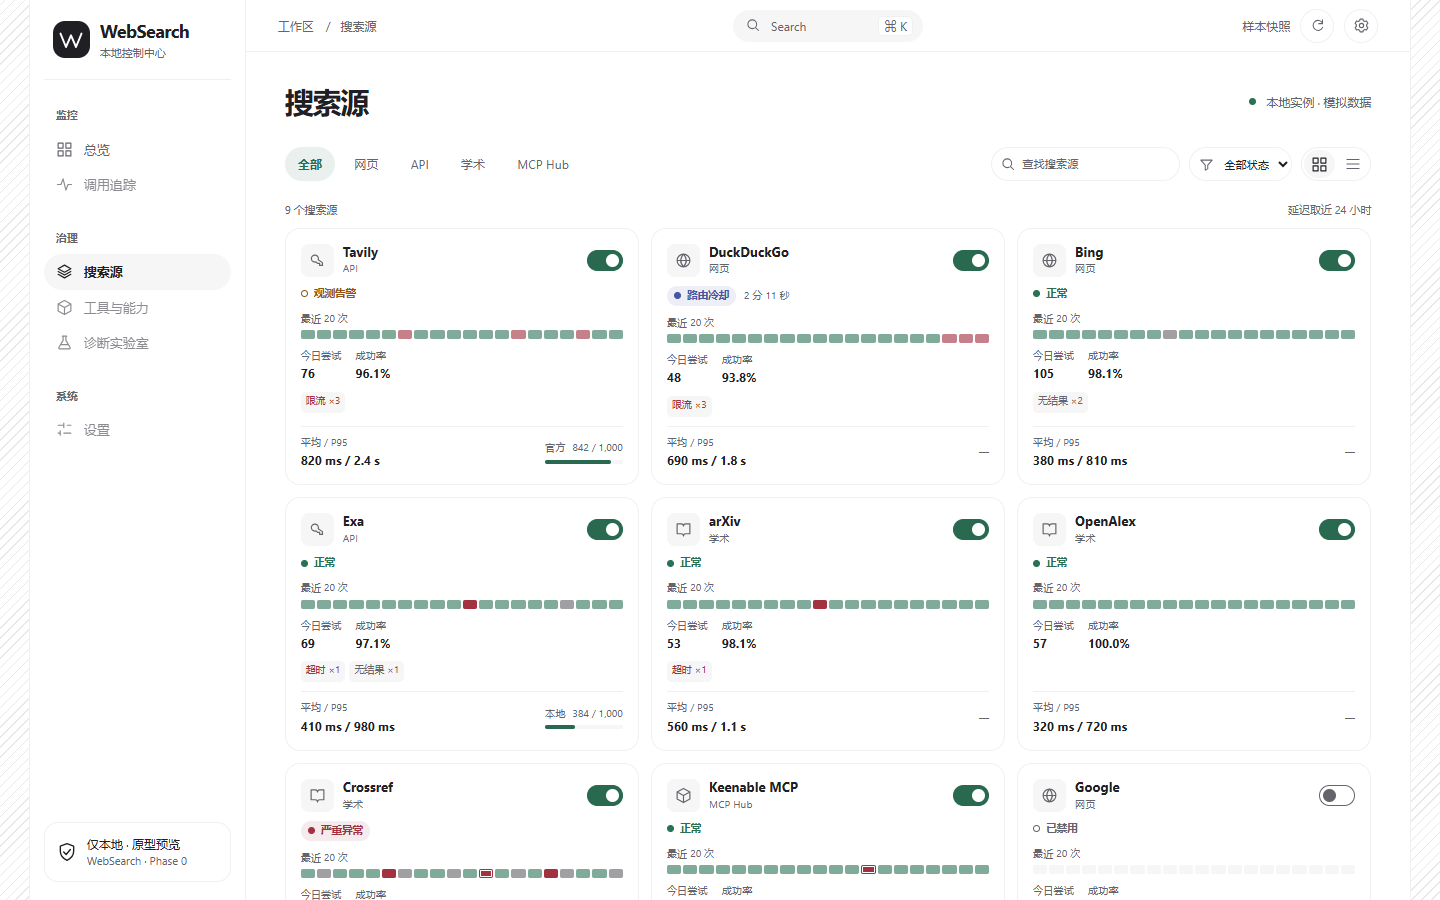 WebSearch
本地控制中心
监控
总览
调用追踪
治理
搜索源
工具与能力
诊断实验室
系统
设置
仅本地 · 原型预览
WebSearch · Phase 0
工作区 / 搜索源
Search ⌘ K
样本快照
搜索源
本地实例 · 模拟数据
全部 网页 API 学术 MCP Hub
查找搜索源
全部状态
9 个搜索源
延迟取近 24 小时
Tavily
API
观测告警
最近 20 次
今日尝试 成功率
76 96.1%
限流 ×3
平均 / P95
820 ms / 2.4 s
官方 842 / 1,000
DuckDuckGo
网页
路由冷却 2 分 11 秒
最近 20 次
今日尝试 成功率
48 93.8%
限流 ×3
平均 / P95
690 ms / 1.8 s
—
Bing
网页
正常
最近 20 次
今日尝试 成功率
105 98.1%
无结果 ×2
平均 / P95
380 ms / 810 ms
—
Exa
API
正常
最近 20 次
今日尝试 成功率
69 97.1%
超时 ×1 无结果 ×1
平均 / P95
410 ms / 980 ms
本地 384 / 1,000
arXiv
学术
正常
最近 20 次
今日尝试 成功率
53 98.1%
超时 ×1
平均 / P95
560 ms / 1.1 s
—
OpenAlex
学术
正常
最近 20 次
今日尝试 成功率
57 100.0%
平均 / P95
320 ms / 720 ms
—
Crossref
学术
严重异常
最近 20 次
今日尝试 成功率
Keenable MCP
MCP Hub
正常
最近 20 次
今日尝试 成功率
Google
网页
已禁用
最近 20 次
今日尝试 成功率